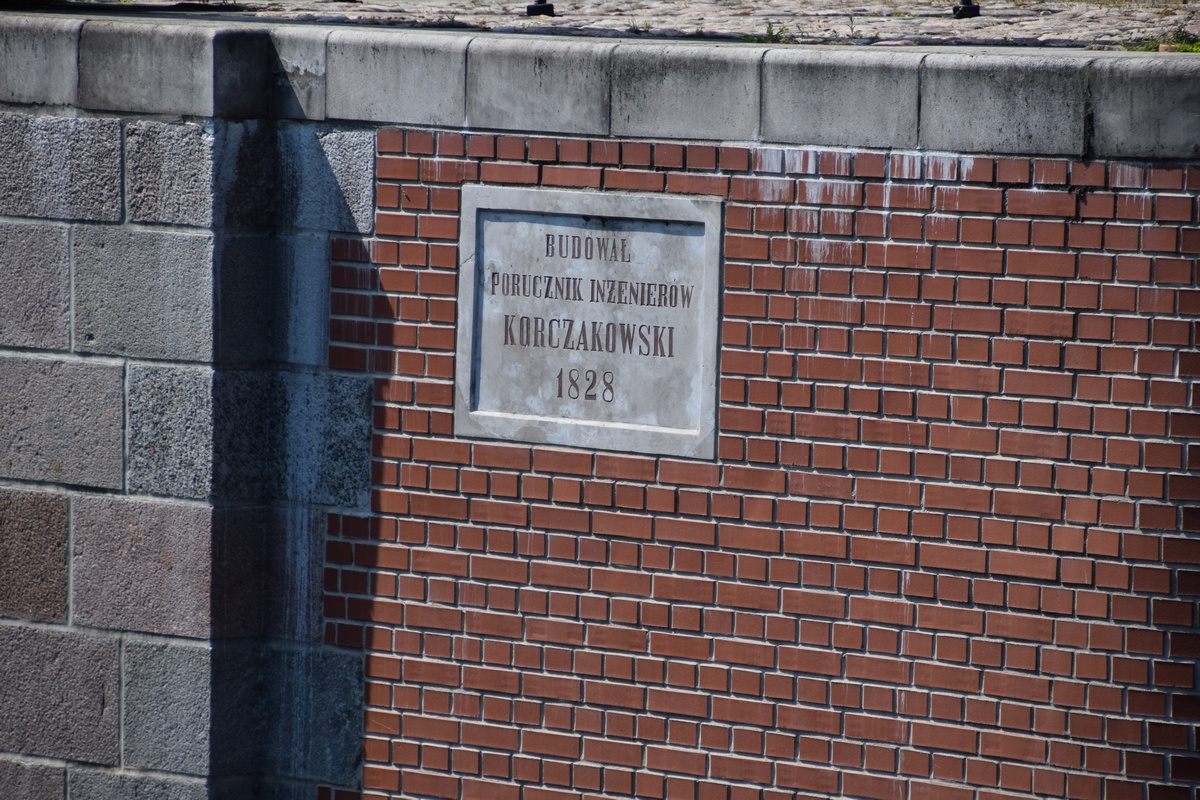 BUDOWAŁ
PORUCZNIK INŻENIERÓW
KORCZAKOWSKI
1828